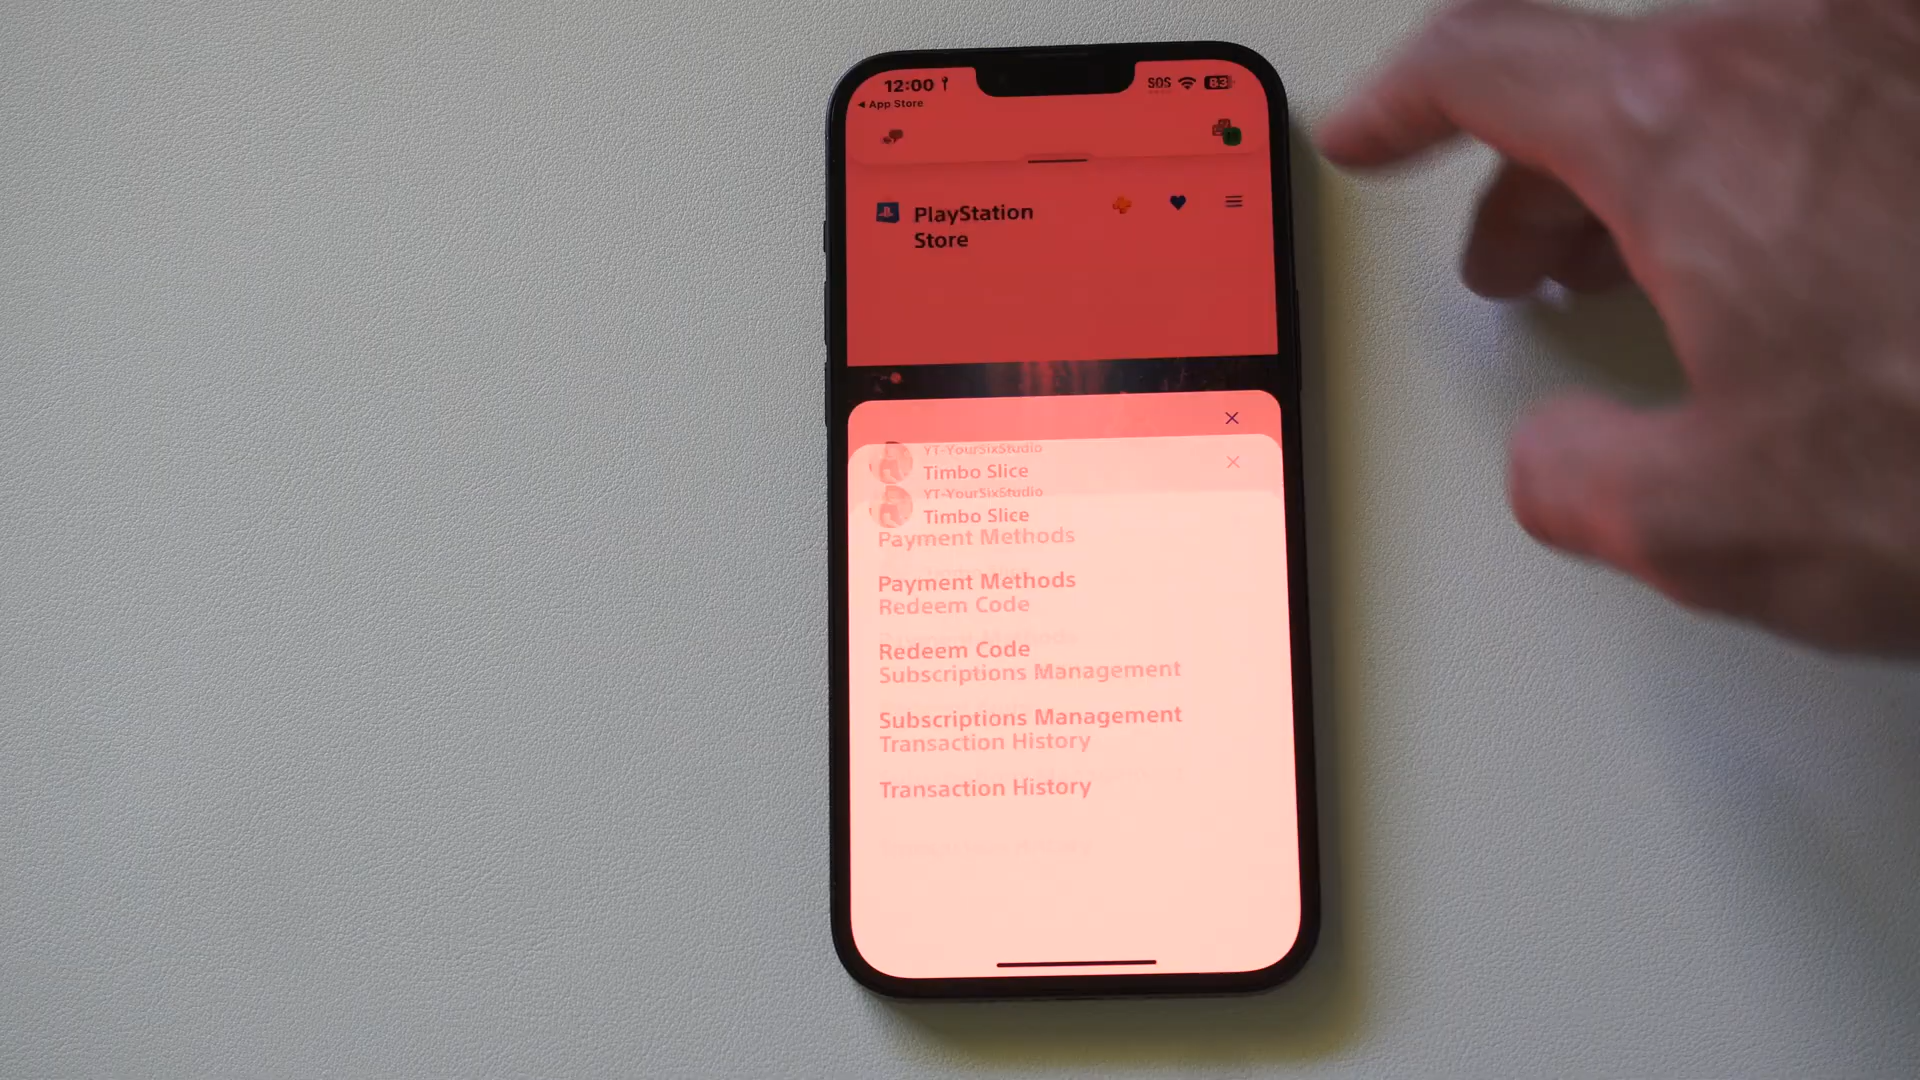 12:00
SOS
83
App Store
PlayStation
Store
YT-YourSixStudio
Timbo Slice
YT-YourSixStudio
Timbo Slice
Payment Methods
Payment Methods
Redeem Code
Redeem Code
Subscriptions Management
Subscriptions Management
Transaction History
Transaction History